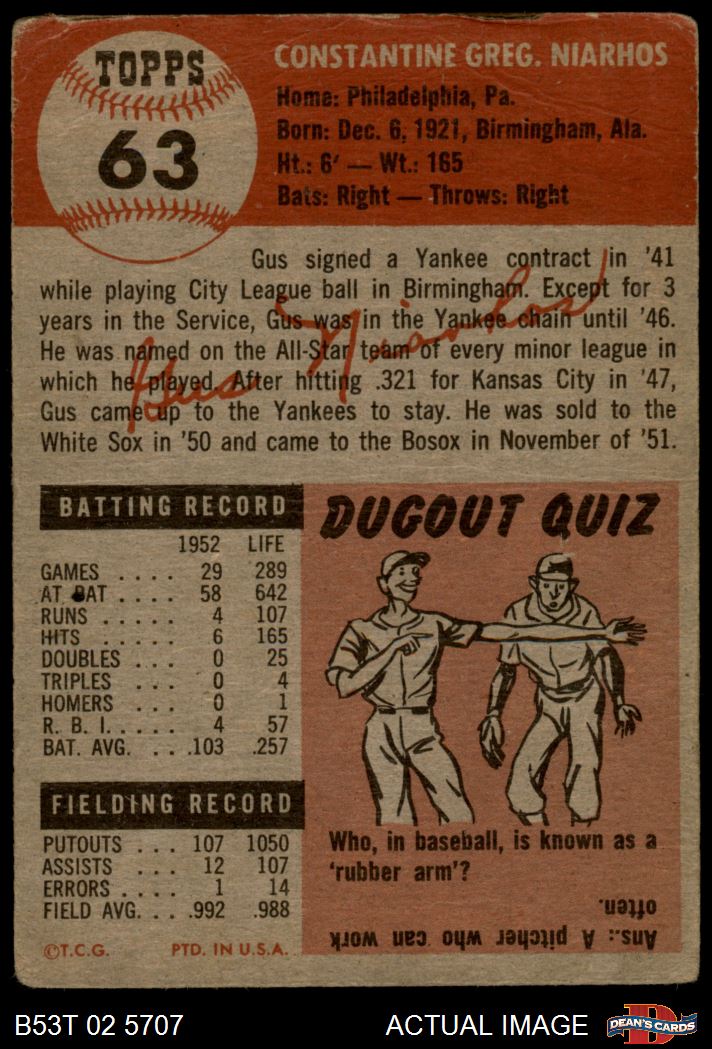 TOPPS
63
CONSTANTINE GREG. NIARHOS
Home: Philadelphia, Pa.
Born: Dec. 6, 1921, Birmingham, Ala.
Ht.: 6' — Wt.: 165
Bats: Right — Throws: Right
Gus signed a Yankee contract in '41
while playing City League ball in Birmingham. Except for 3
years in the Service, Gus was in the Yankee chain until '46.
He was named on the All-Star team of every minor league in
which he played. After hitting .321 for Kansas City in '47,
Gus came up to the Yankees to stay. He was sold to the
White Sox in '50 and came to the Bosox in November of '51.
Gus Niarhos
BATTING RECORD
1952 LIFE
GAMES .... 29 289
AT BAT .... 58 642
RUNS ..... 4 107
HITS ..... 6 165
DOUBLES ... 0 25
TRIPLES ... 0 4
HOMERS ... 0 1
R. B. I. .... 4 57
BAT. AVG. ... .103 .257
FIELDING RECORD
PUTOUTS ... 107 1050
ASSISTS ... 12 107
ERRORS .... 1 14
FIELD AVG. .. .992 .988
©T.C.G. PTD. IN U.S.A.
DUGOUT QUIZ
Who, in baseball, is known as a
'rubber arm'?
Ans.: A pitcher who can work
often.
B53T 02 5707
ACTUAL IMAGE
DEAN'S CARDS